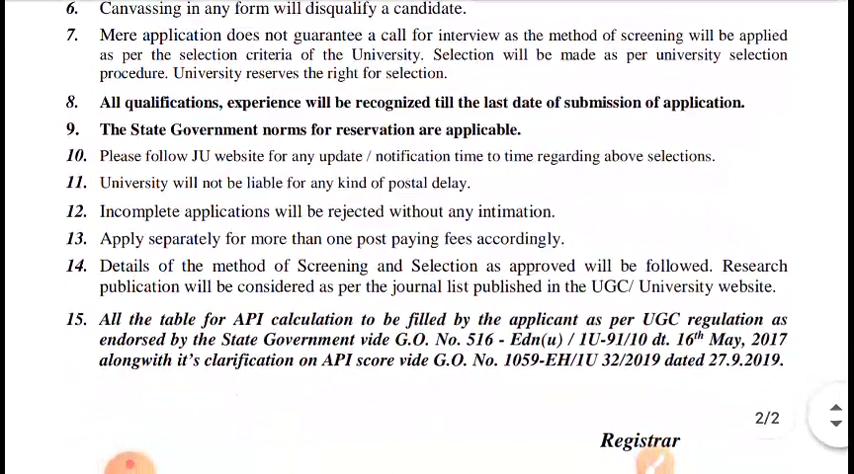 6. Canvassing in any form will disqualify a candidate.
7. Mere application does not guarantee a call for interview as the method of screening will be applied
as per the selection criteria of the University. Selection will be made as per university selection
procedure. University reserves the right for selection.
8. All qualifications, experience will be recognized till the last date of submission of application.
9. The State Government norms for reservation are applicable.
10. Please follow JU website for any update / notification time to time regarding above selections.
11. University will not be liable for any kind of postal delay.
12. Incomplete applications will be rejected without any intimation.
13. Apply separately for more than one post paying fees accordingly.
14. Details of the method of Screening and Selection as approved will be followed. Research
publication will be considered as per the journal list published in the UGC/ University website.
15. All the table for API calculation to be filled by the applicant as per UGC regulation as
endorsed by the State Government vide G.O. No. 516 - Edn(u) / 1U-91/10 dt. 16th May, 2017
alongwith it's clarification on API score vide G.O. No. 1059-EH/1U 32/2019 dated 27.9.2019.
2/2
Registrar